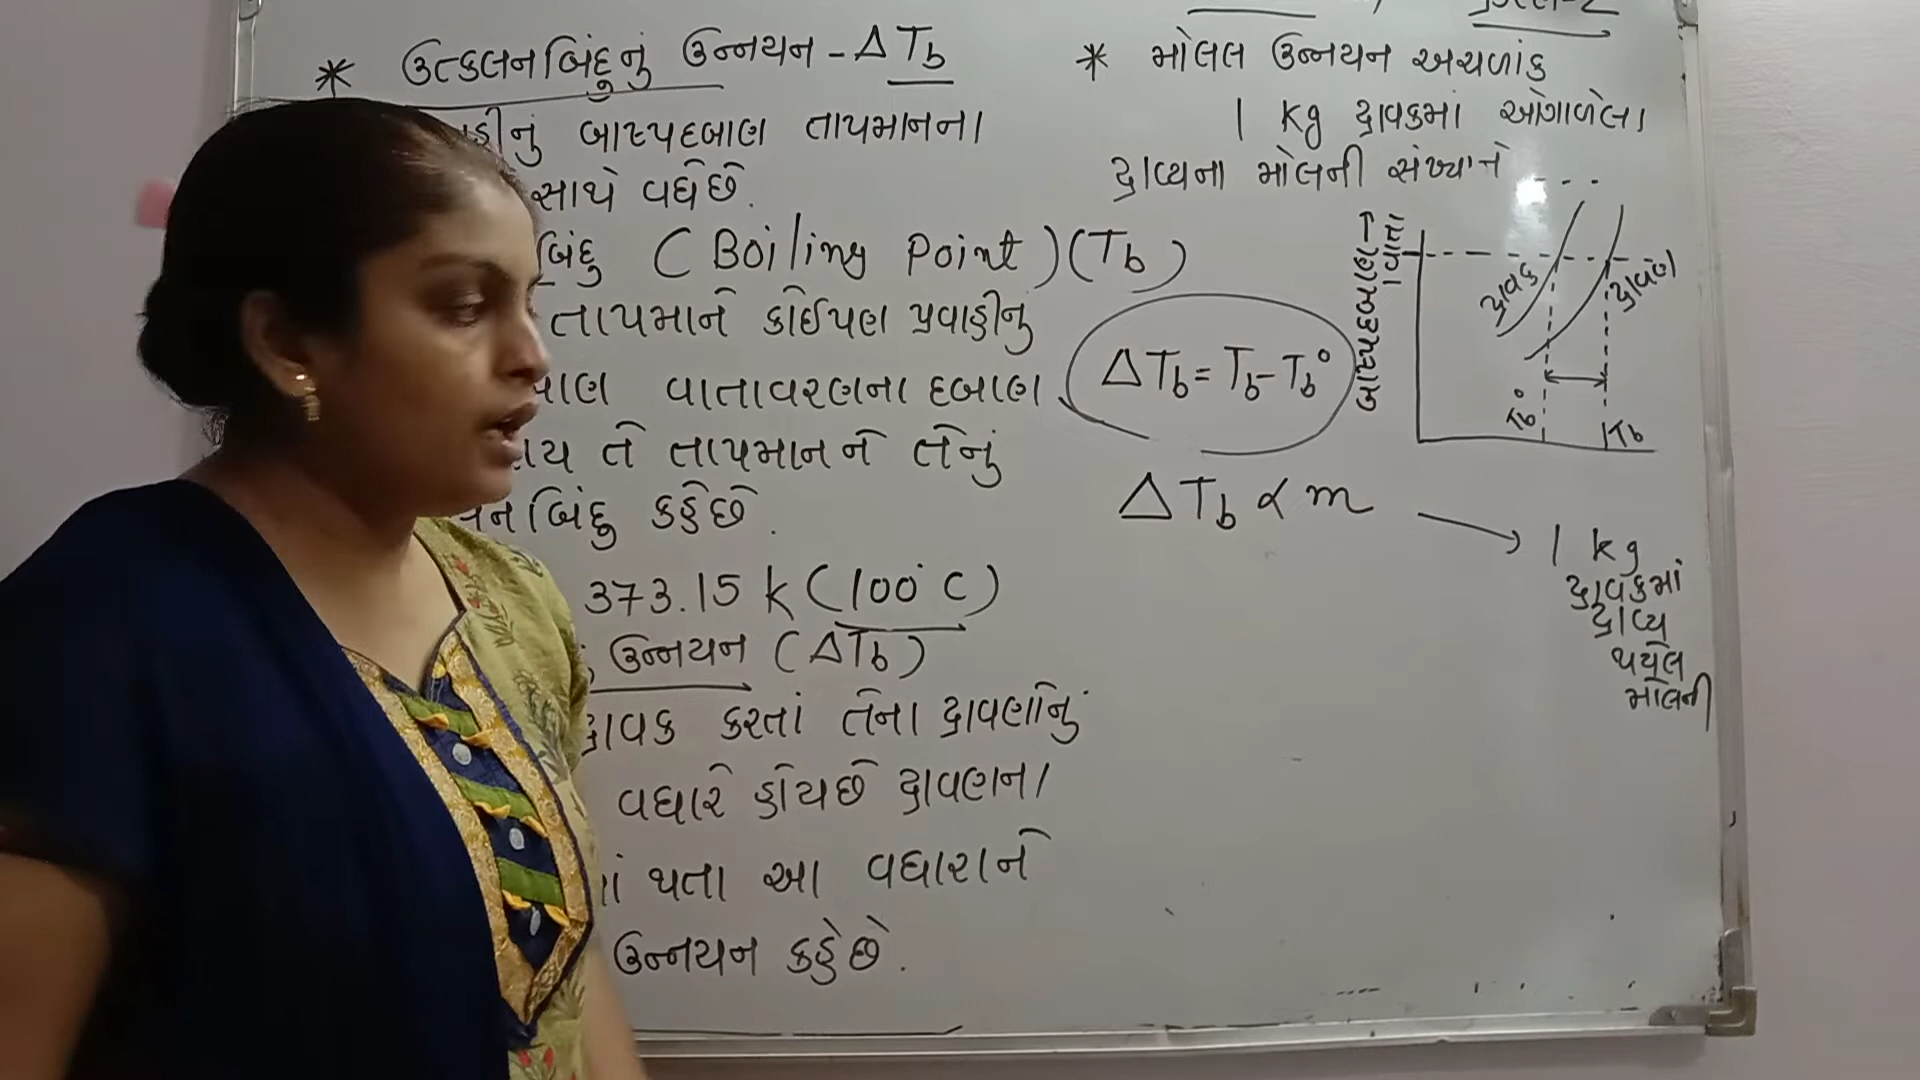 * ઉત્કલનબિંદુનું ઉન્નયન - ΔTb
નું બાષ્પદબાણ તાપમાનના
સાથે વધેછે.
બિંદુ (Boiling Point) (Tb)
તાપમાને કોઈપણ પ્રવાહીનું
બાણ વાતાવરણના દબાણ
થાય તે તાપમાનને તેનું
નબિંદુ કહેછે.
373.15 k (100° C)
ઉન્નયન (ΔTb)
દ્રાવક કરતાં તેના દ્રાવણોનું
વધારે હોયછે દ્રાવણના
માં થતા આ વધારાને
ઉન્નયન કહેછે.
* મોલલ ઉન્નયન અચળાંક
1 kg દ્રાવકમાં ઓગાળેલા
દ્રાવ્યના મોલની સંખ્યાને
ΔTb = Tb - Tb°
બાષ્પદબાણ →
દ્રાવક
દ્રાવણ
Tb°
Tb
ΔTb ∝ m
→ 1 kg
દ્રાવકમાં
દ્રાવ્ય
થયેલ
મોલની